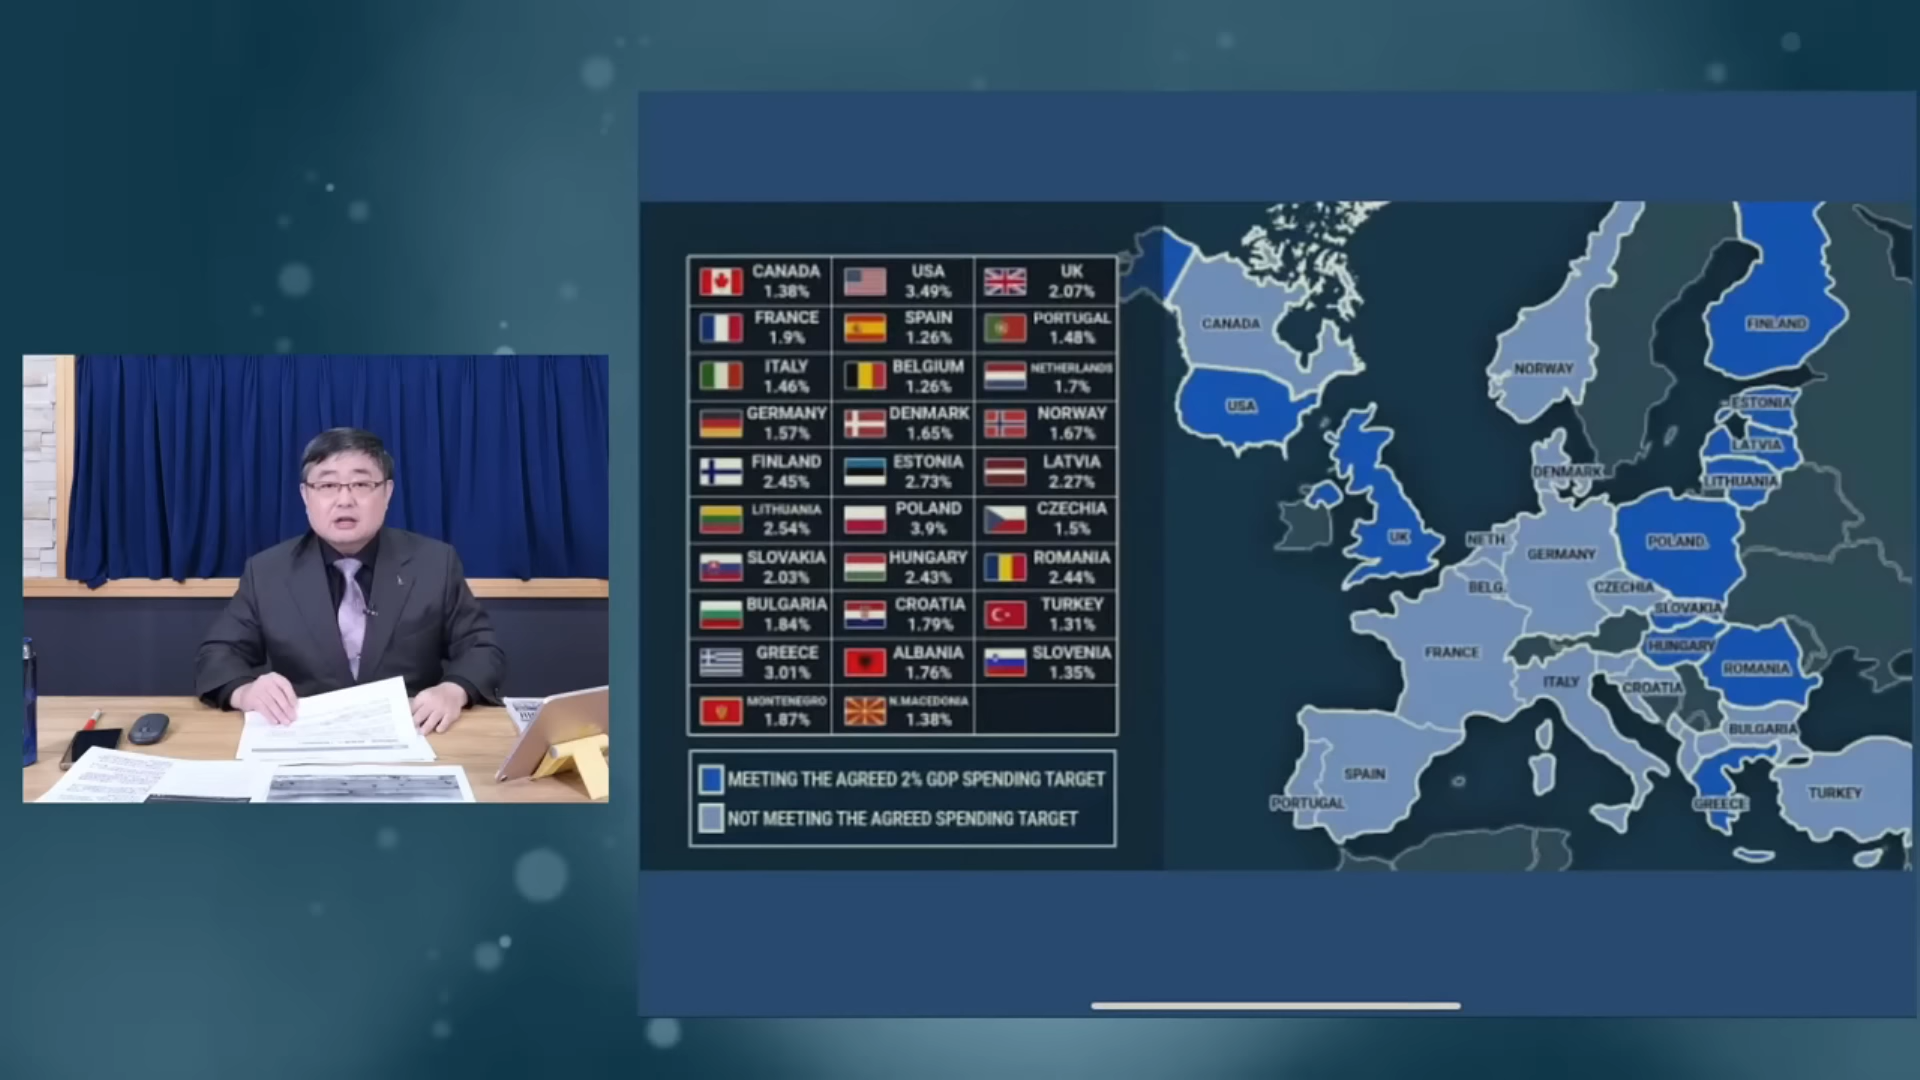 CANADA
1.38%
USA
3.49%
UK
2.07%
FRANCE
1.9%
SPAIN
1.26%
PORTUGAL
1.48%
ITALY
1.46%
BELGIUM
1.26%
NETHERLANDS
1.7%
GERMANY
1.57%
DENMARK
1.65%
NORWAY
1.67%
FINLAND
2.45%
ESTONIA
2.73%
LATVIA
2.27%
LITHUANIA
2.54%
POLAND
3.9%
CZECHIA
1.5%
SLOVAKIA
2.03%
HUNGARY
2.43%
ROMANIA
2.44%
BULGARIA
1.84%
CROATIA
1.79%
TURKEY
1.31%
GREECE
3.01%
ALBANIA
1.76%
SLOVENIA
1.35%
MONTENEGRO
1.87%
N.MACEDONIA
1.38%
MEETING THE AGREED 2% GDP SPENDING TARGET
NOT MEETING THE AGREED SPENDING TARGET
CANADA
USA
FINLAND
NORWAY
ESTONIA
LATVIA
LITHUANIA
DENMARK
UK
NETH
GERMANY
POLAND
BELG.
CZECHIA
SLOVAKIA
FRANCE
HUNGARY
ROMANIA
ITALY
CROATIA
BULGARIA
SPAIN
PORTUGAL
GREECE
TURKEY